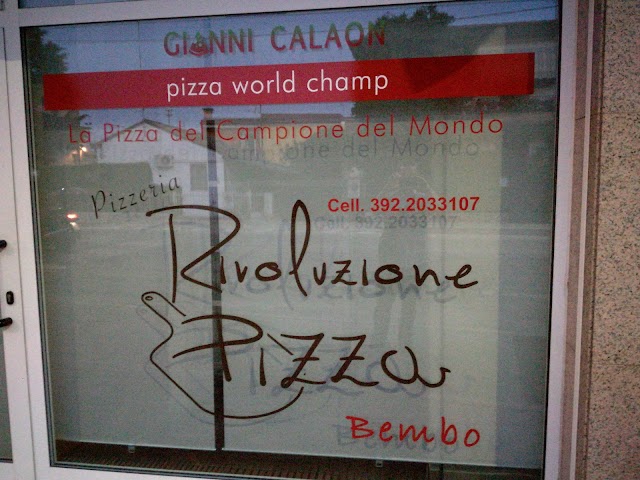 GIANNI CALAON
pizza world champ
La Pizza del Campione del Mondo
Pizzeria
Cell. 392.2033107
Rivoluzione
Pizza
Bembo